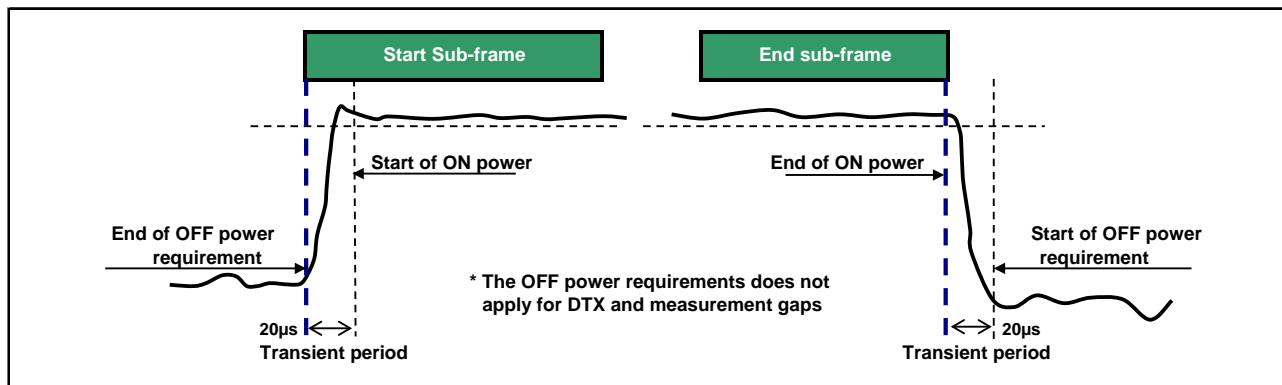 Start Sub-frame
End sub-frame
Start of ON power
End of ON power
End of OFF power
requirement
Start of OFF power
requirement
* The OFF power requirements does not
apply for DTX and measurement gaps
20µs
Transient period
20µs
Transient period